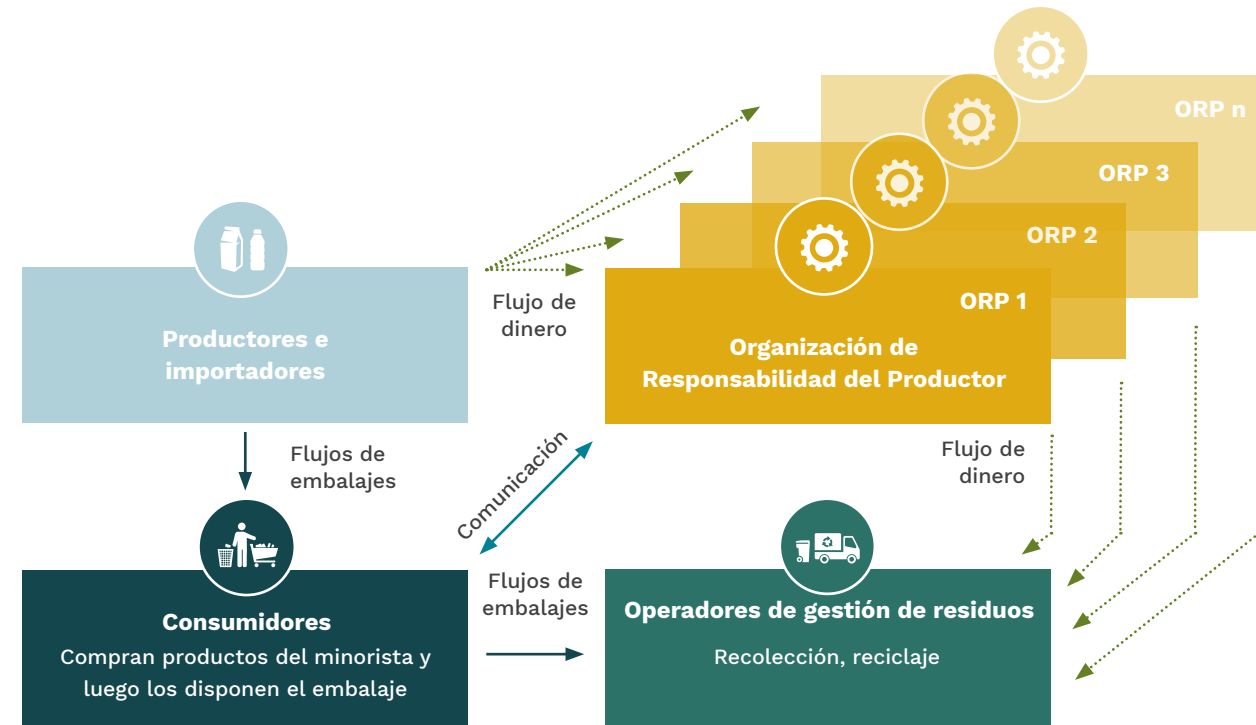 ORP n
ORP 3
ORP 2
ORP 1
Productores e
importadores
Flujo de
dinero
Organización de
Responsabilidad del Productor
Flujos de
embalajes
Comunicación
Flujo de
dinero
Consumidores
Compran productos del minorista y
luego los disponen el embalaje
Flujos de
embalajes
Operadores de gestión de residuos
Recolección, reciclaje